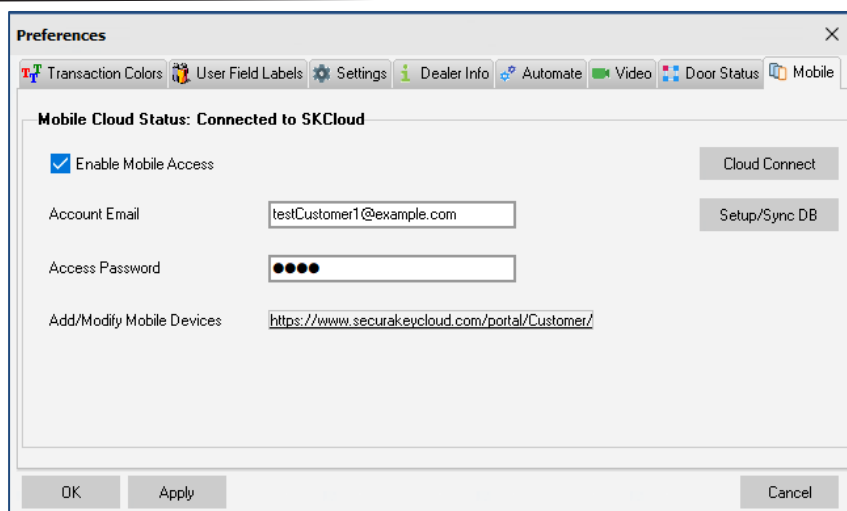 Preferences
Transaction Colors User Field Labels Settings Dealer Info Automate Video Door Status Mobile
Mobile Cloud Status: Connected to SKCloud
Enable Mobile Access Cloud Connect
Account Email testCustomer1@example.com Setup/Sync DB
Access Password ●●●●
Add/Modify Mobile Devices https://www.securakeycloud.com/portal/Customer/
OK Apply Cancel